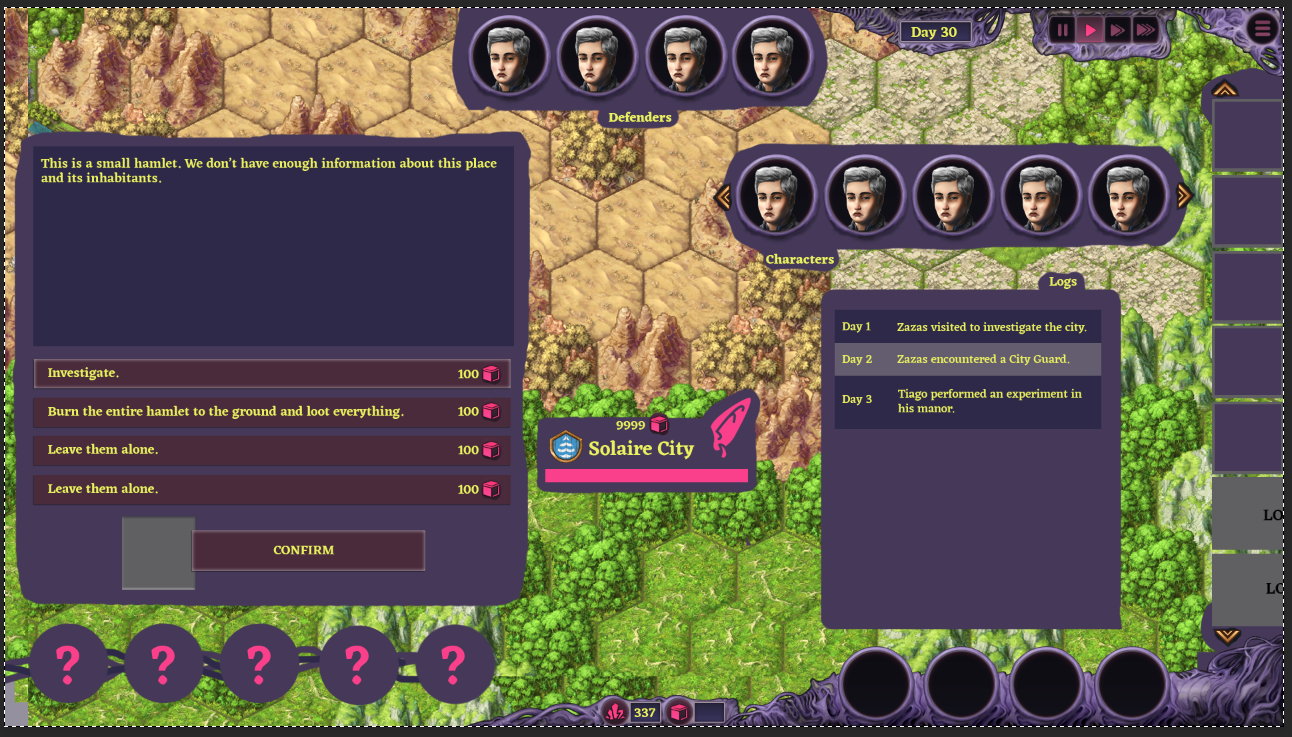 Day 30
Defenders
This is a small hamlet. We don't have enough information about this place
and its inhabitants.
Characters
Logs
Day 1 Zazas visited to investigate the city.
Day 2 Zazas encountered a City Guard.
Day 3 Tiago performed an experiment in
his manor.
Investigate. 100
Burn the entire hamlet to the ground and loot everything. 100
Leave them alone. 100
Leave them alone. 100
CONFIRM
9999
Solaire City
LO
LO
? ? ? ? ?
337